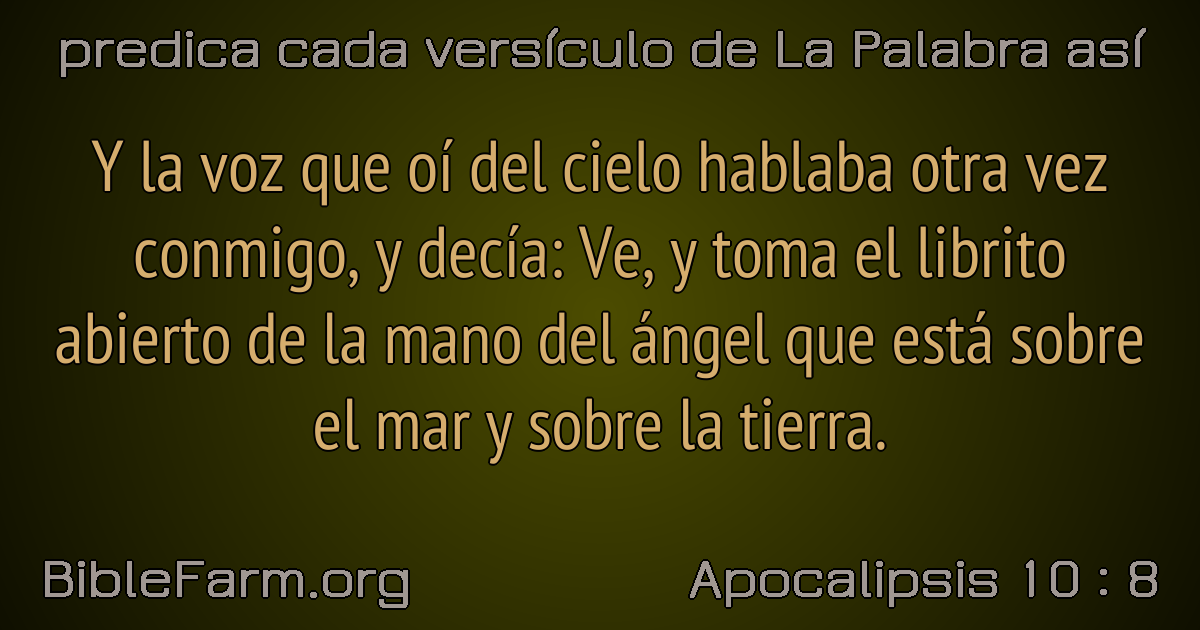 predica cada versículo de La Palabra así
Y la voz que oí del cielo hablaba otra vez
conmigo, y decía: Ve, y toma el librito
abierto de la mano del ángel que está sobre
el mar y sobre la tierra.
BibleFarm.org
Apocalipsis 10 : 8